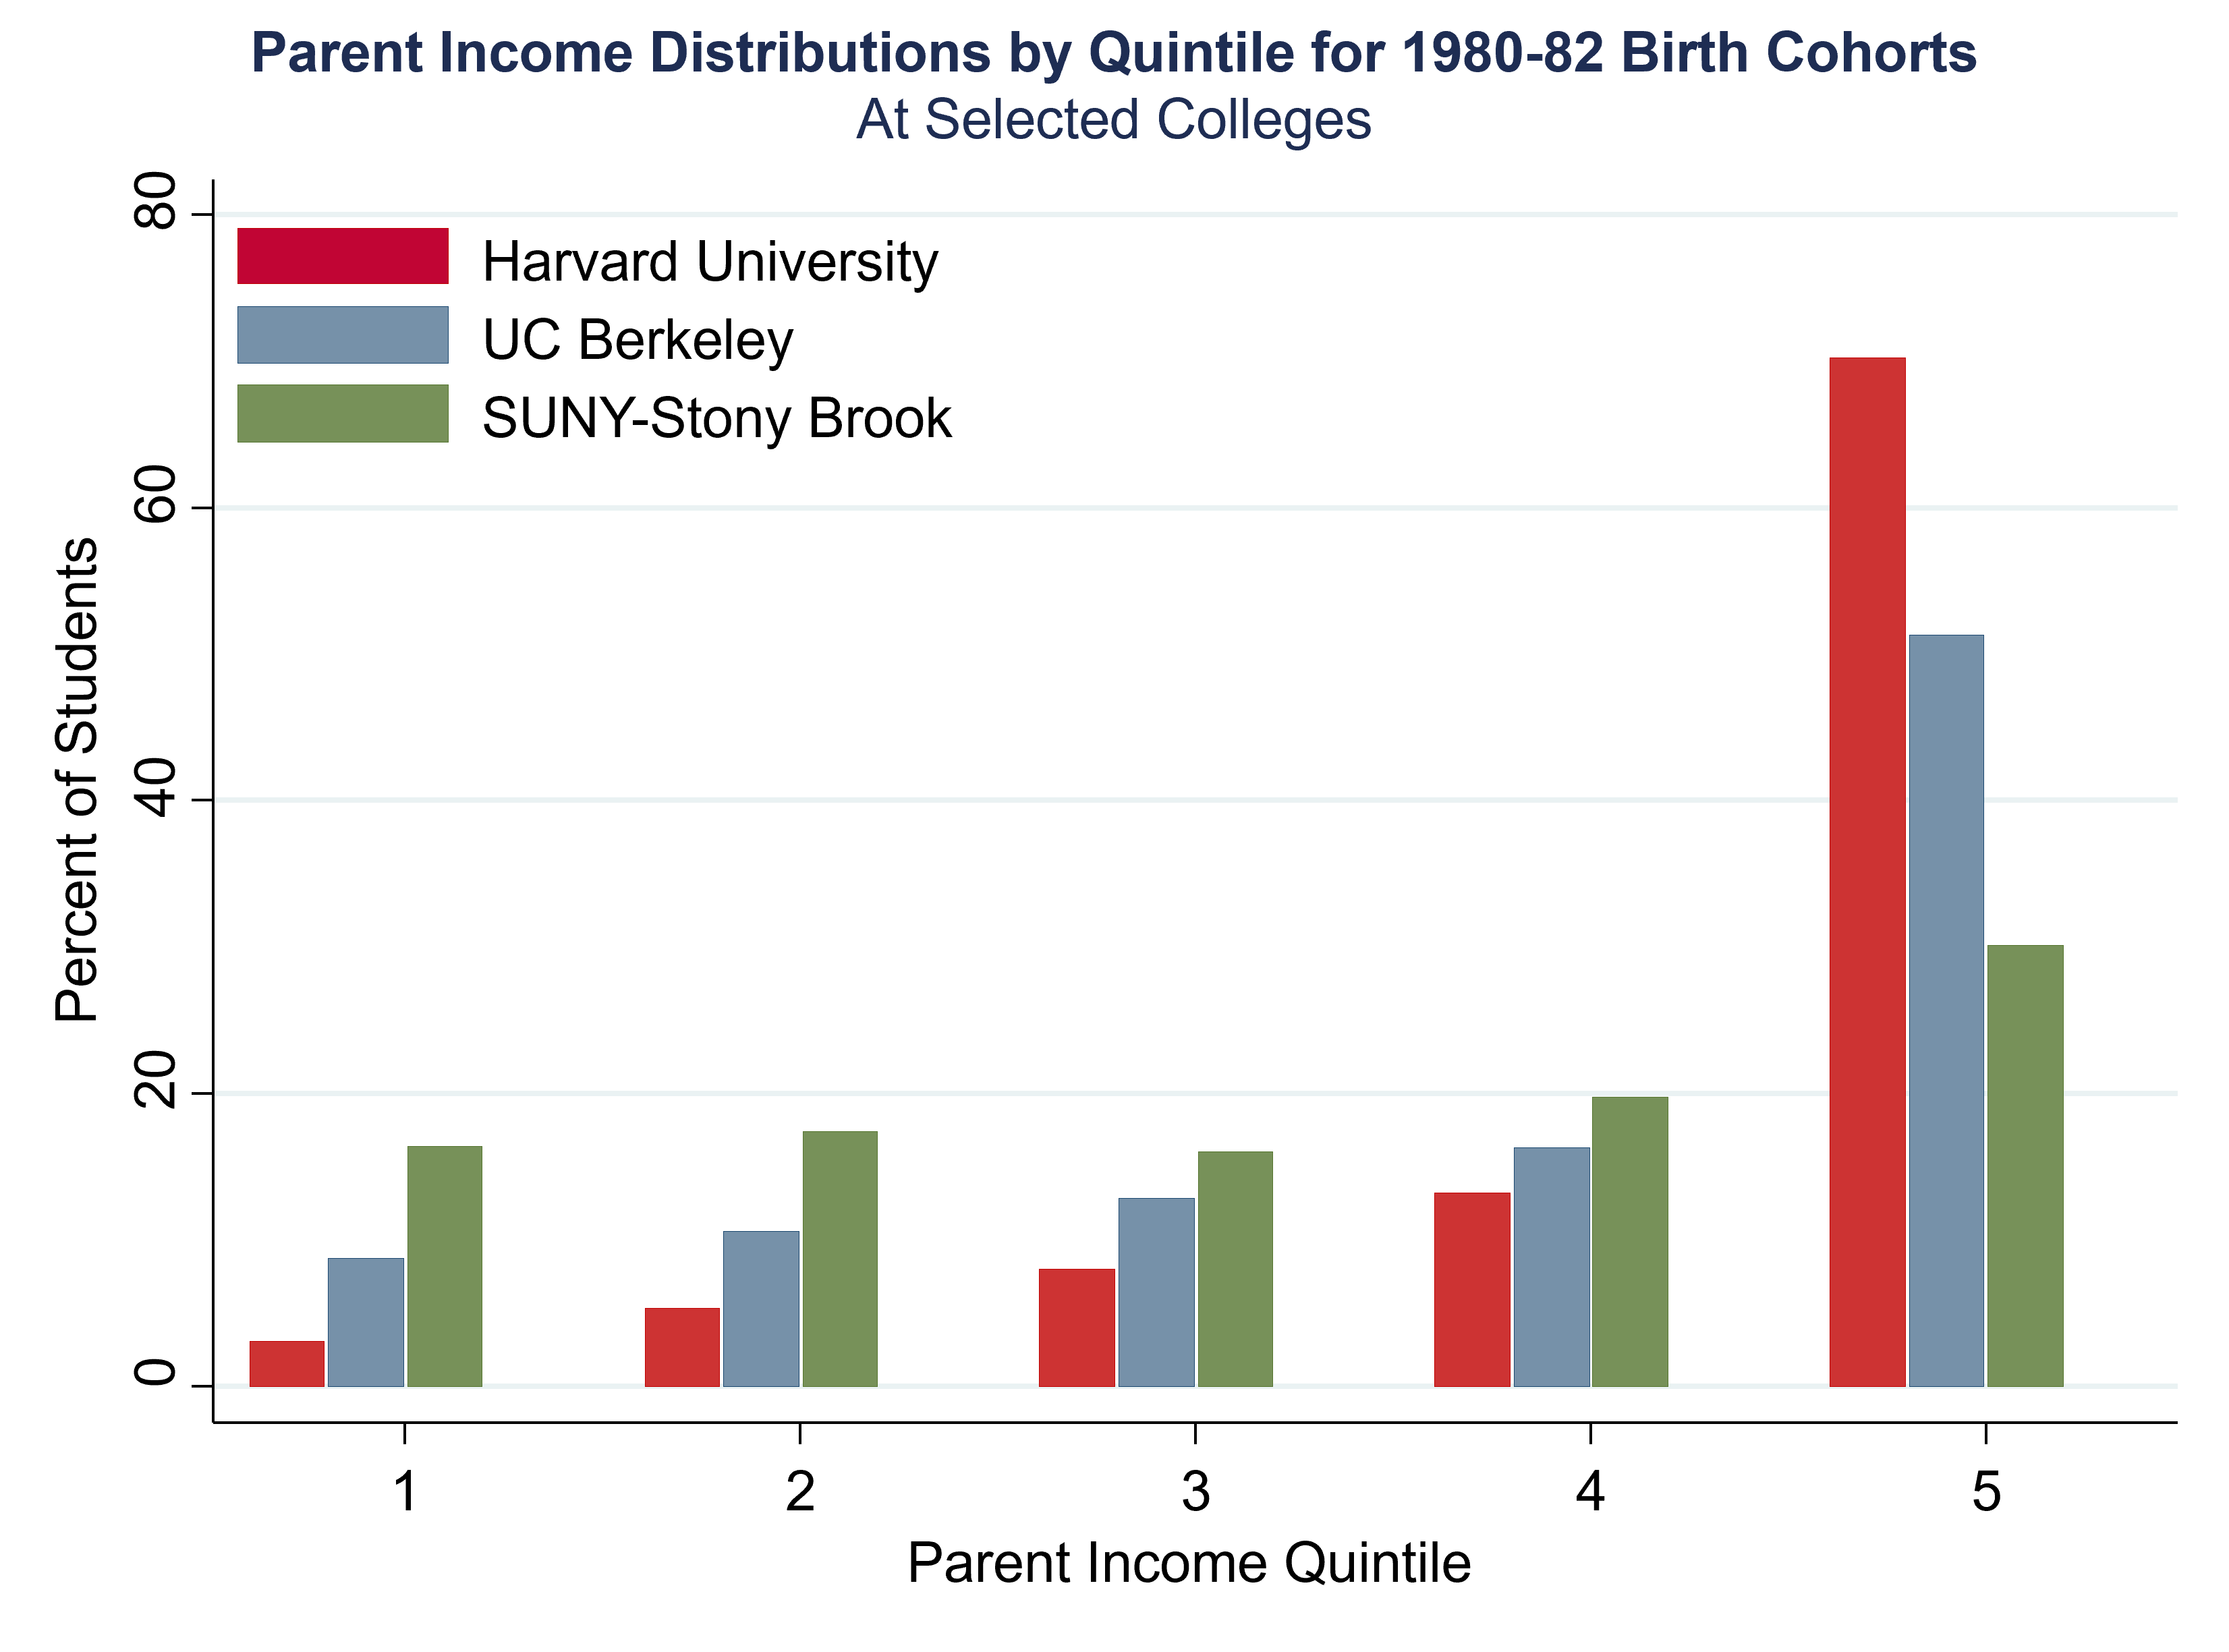 Parent Income Distributions by Quintile for 1980-82 Birth Cohorts
At Selected Colleges
Harvard University
UC Berkeley
SUNY-Stony Brook
Percent of Students
80
60
40
20
0
1 2 3 4 5
Parent Income Quintile